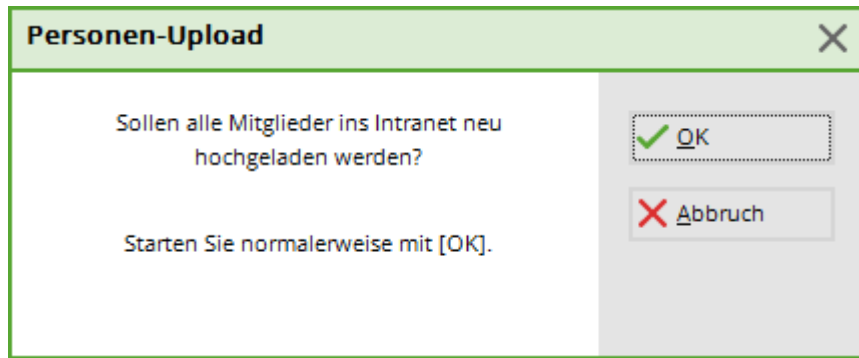 Personen-Upload
Sollen alle Mitglieder ins Intranet neu
hochgeladen werden?
Starten Sie normalerweise mit [OK].
OK
Abbruch